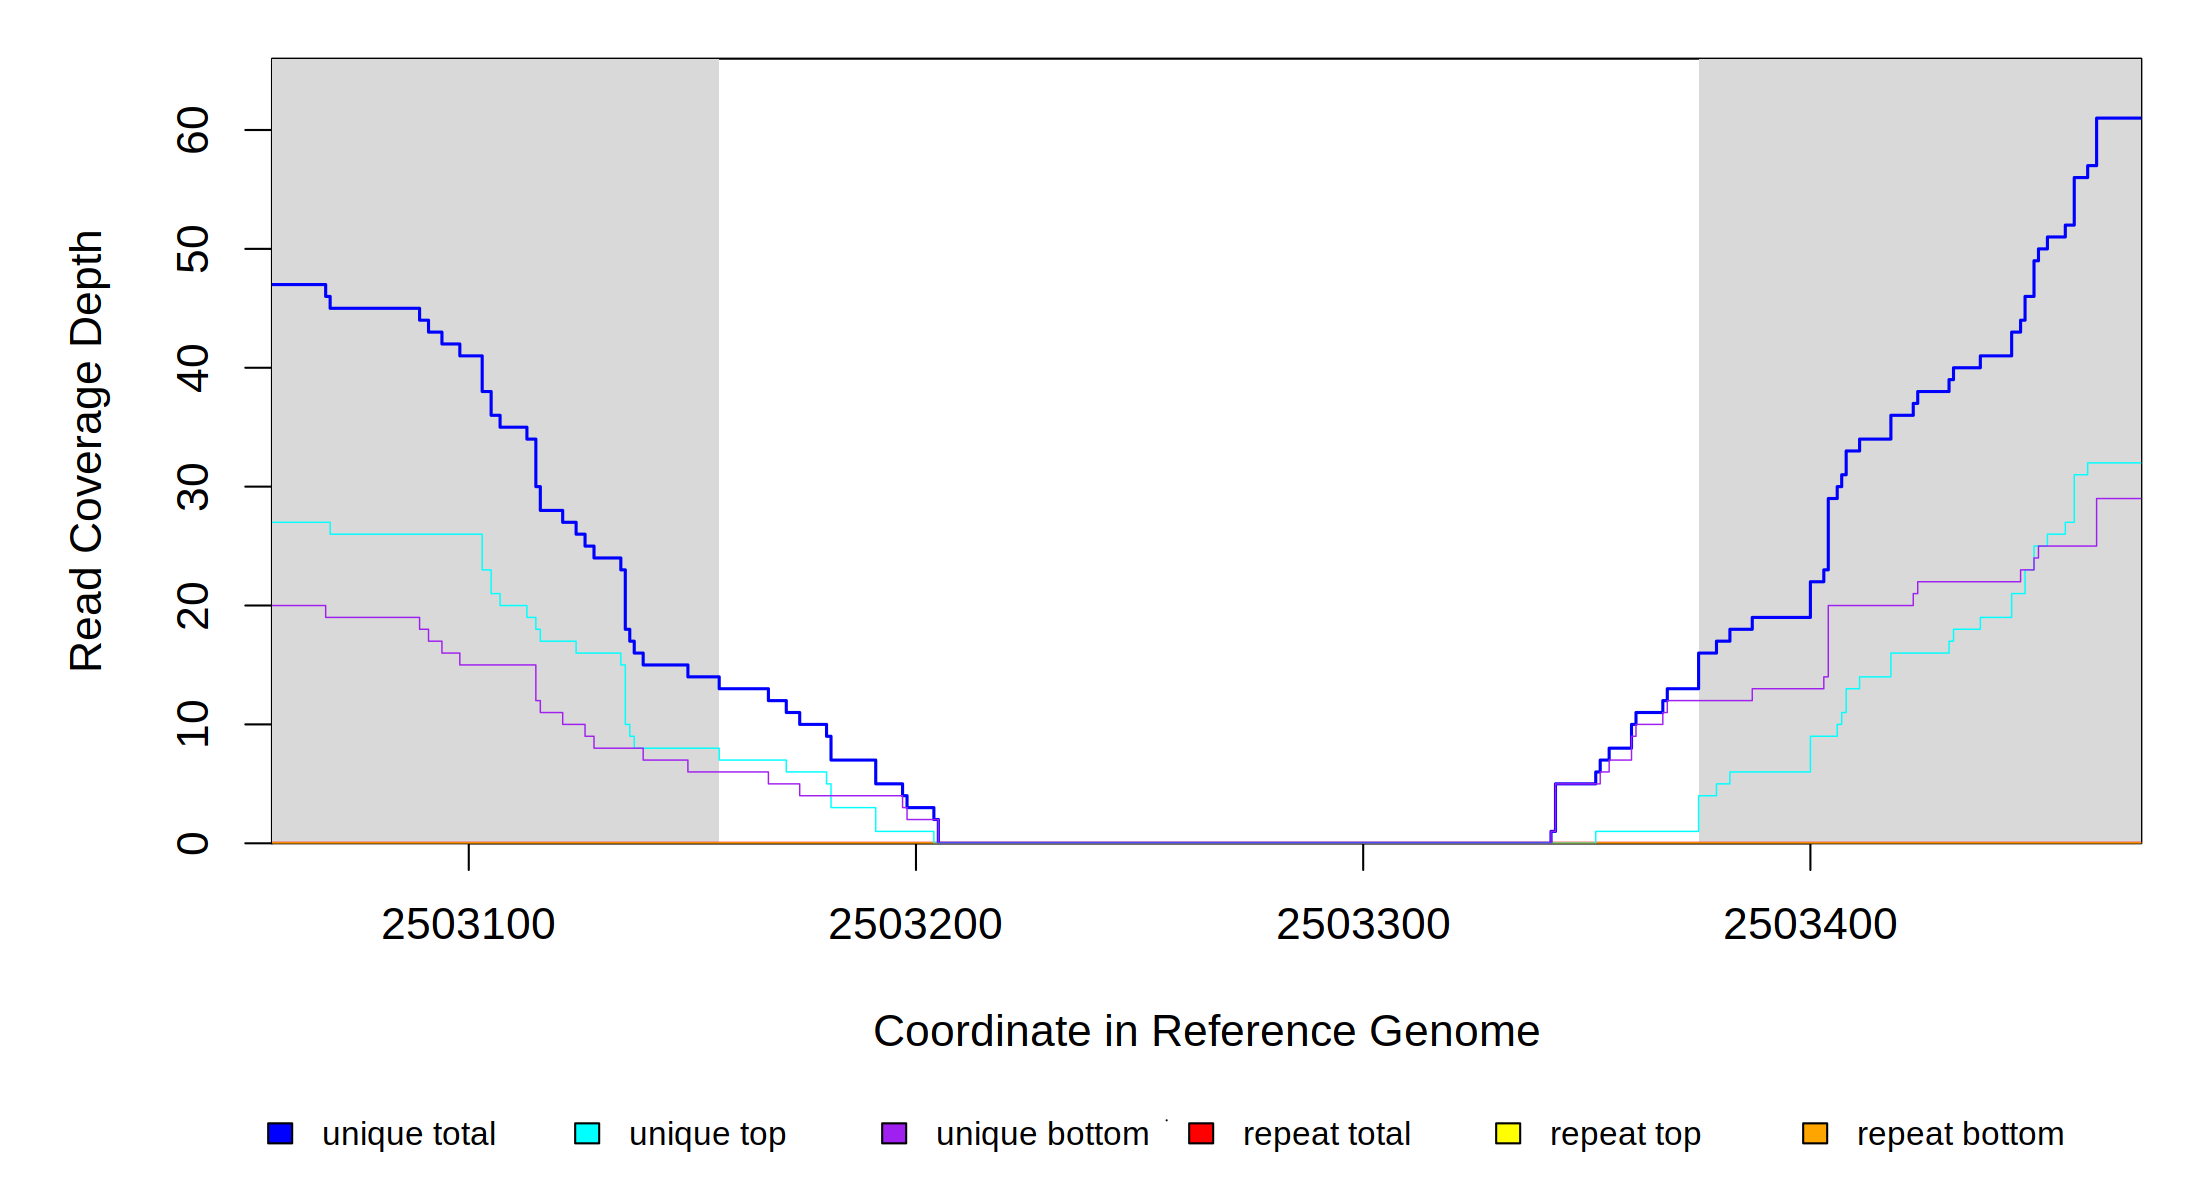 60
50
40
30
20
10
0
Read Coverage Depth
2503100 2503200 2503300 2503400
Coordinate in Reference Genome
unique total unique top unique bottom repeat total repeat top repeat bottom